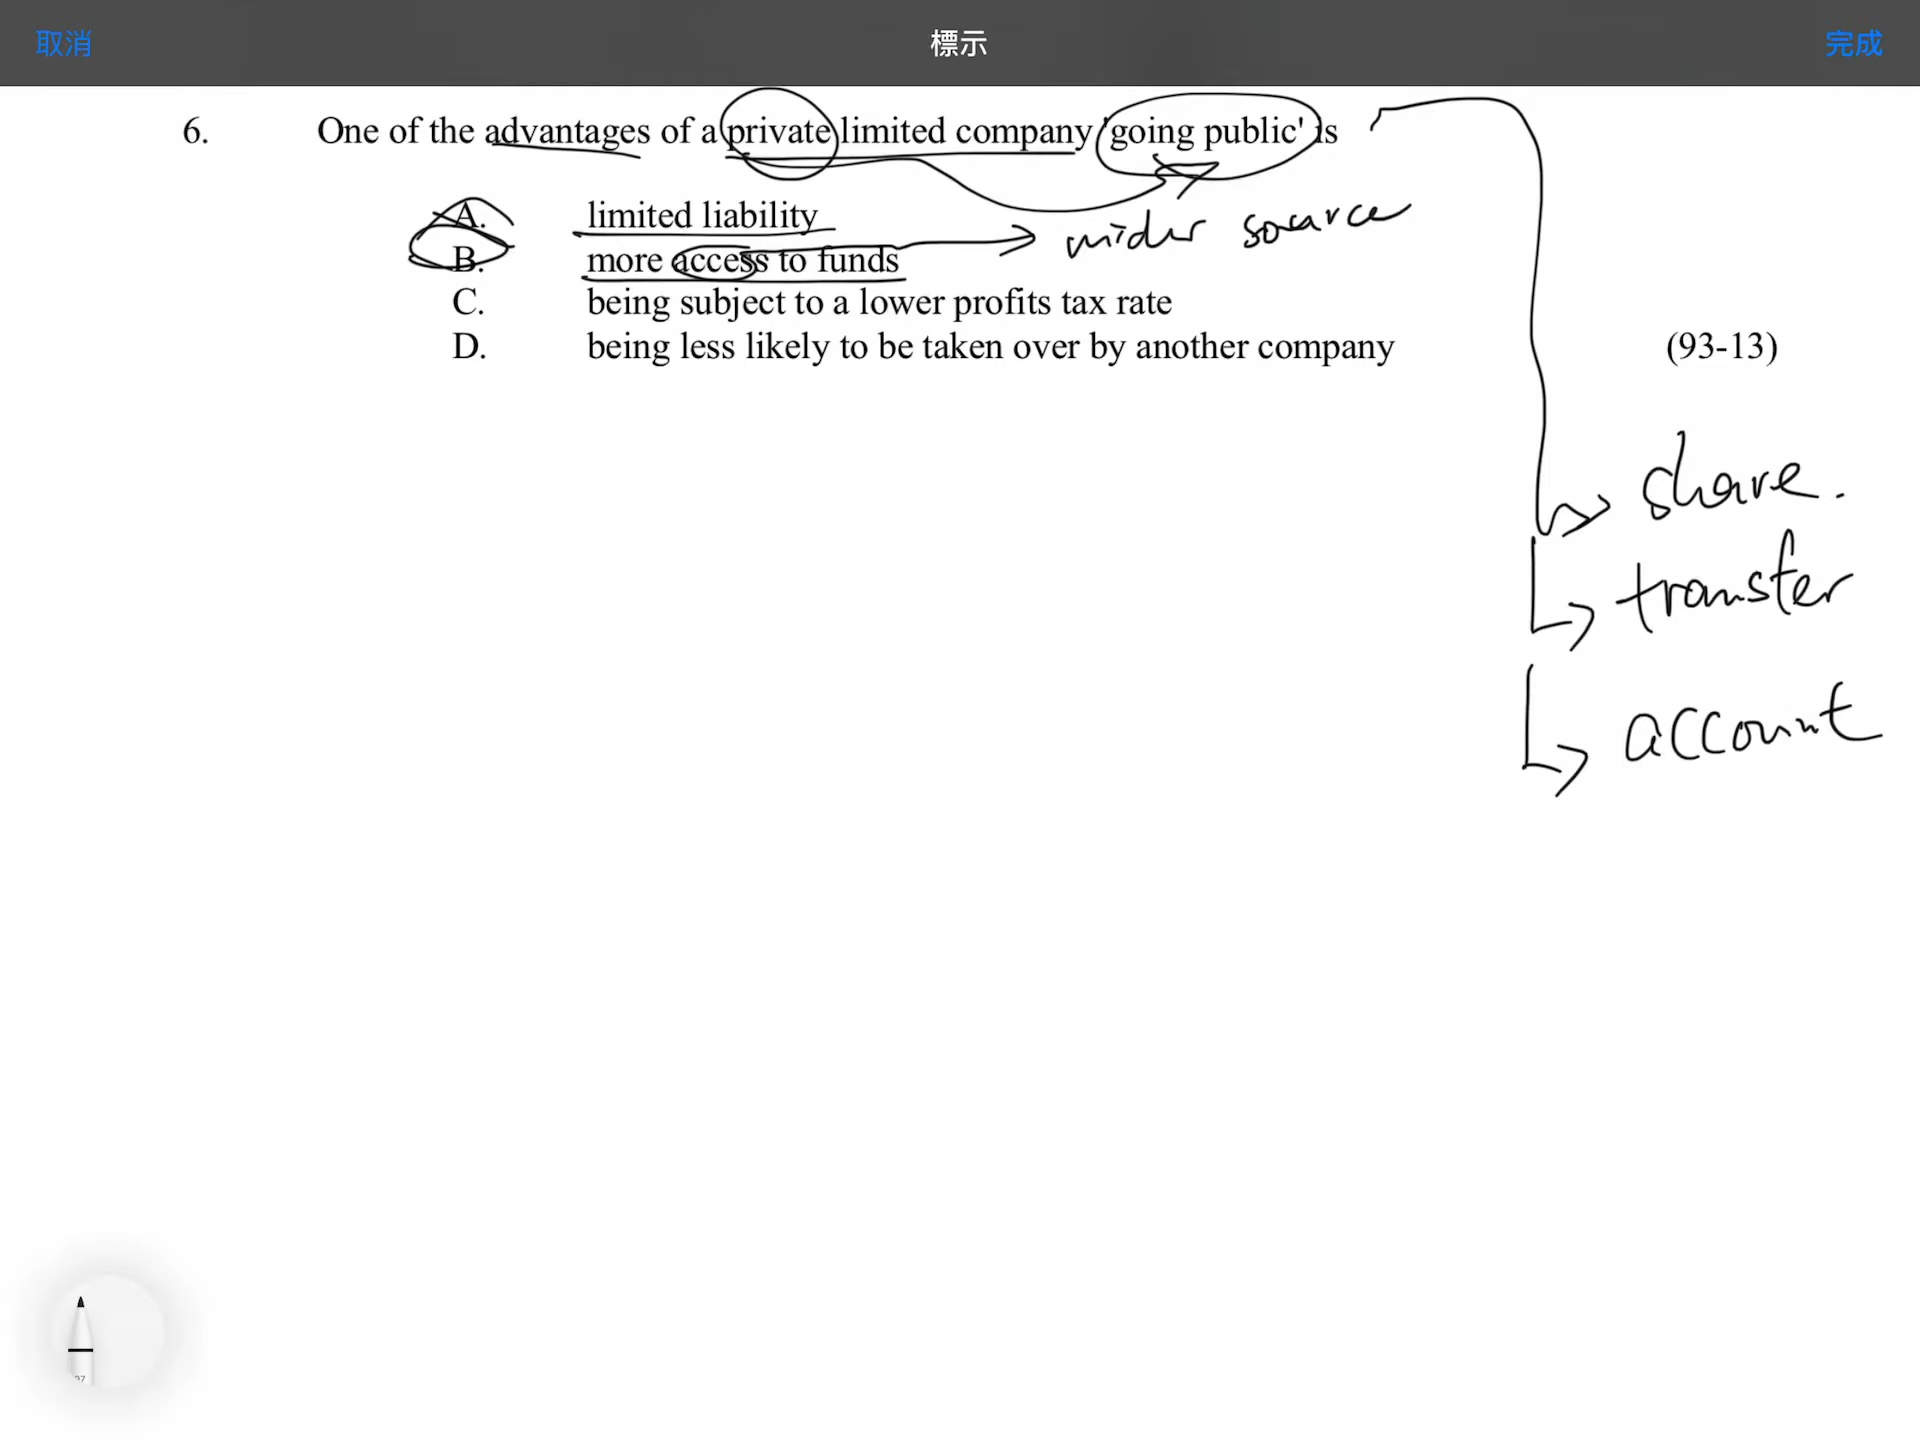 取消 標示 完成
6. One of the advantages of a private limited company 'going public' is
A. limited liability
wider source
B. more access to funds
C. being subject to a lower profits tax rate
D. being less likely to be taken over by another company (93-13)
share.
transfer
account
97